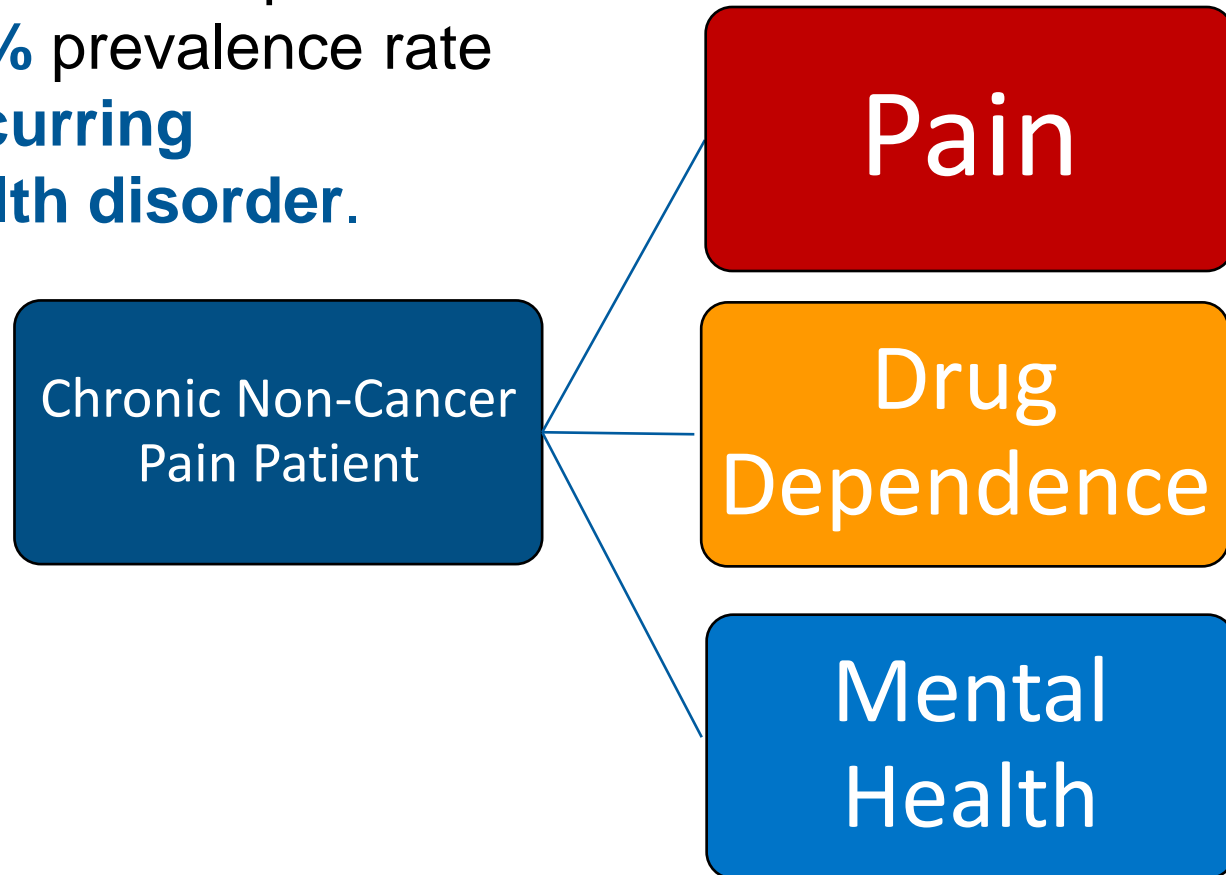 % prevalence rate
curring
lth disorder.
Pain
Chronic Non-Cancer
Pain Patient
Drug
Dependence
Mental
Health